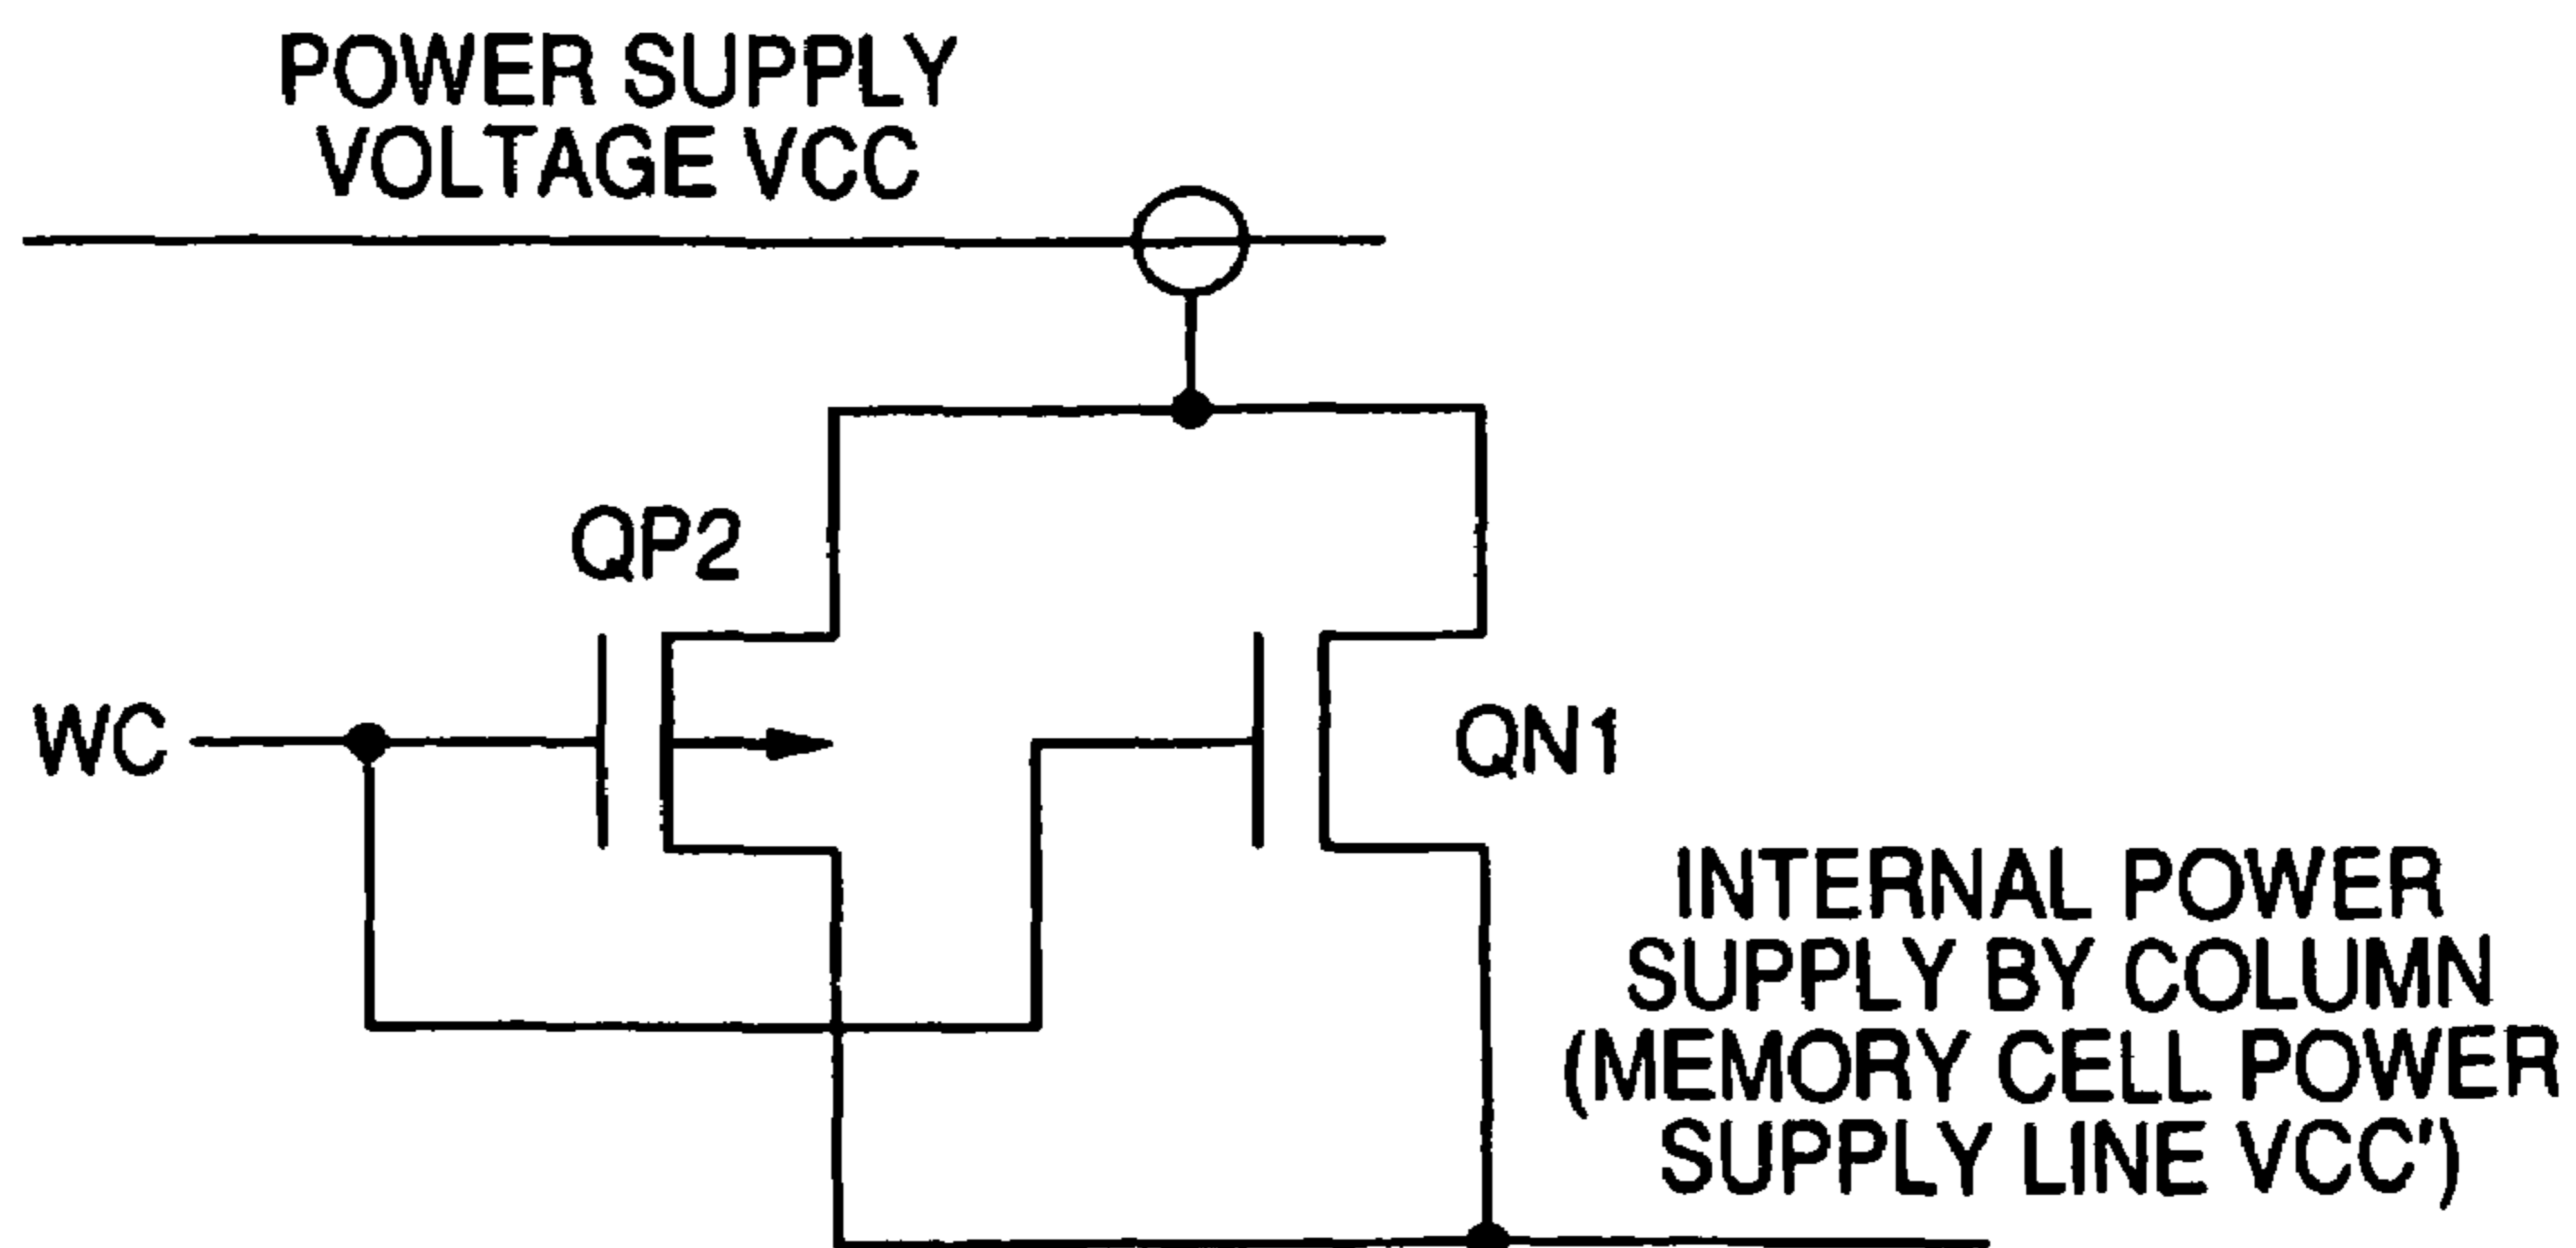 POWER SUPPLY
VOLTAGE VCC
QP2
WC
QN1
INTERNAL POWER
SUPPLY BY COLUMN
(MEMORY CELL POWER
SUPPLY LINE VCC')